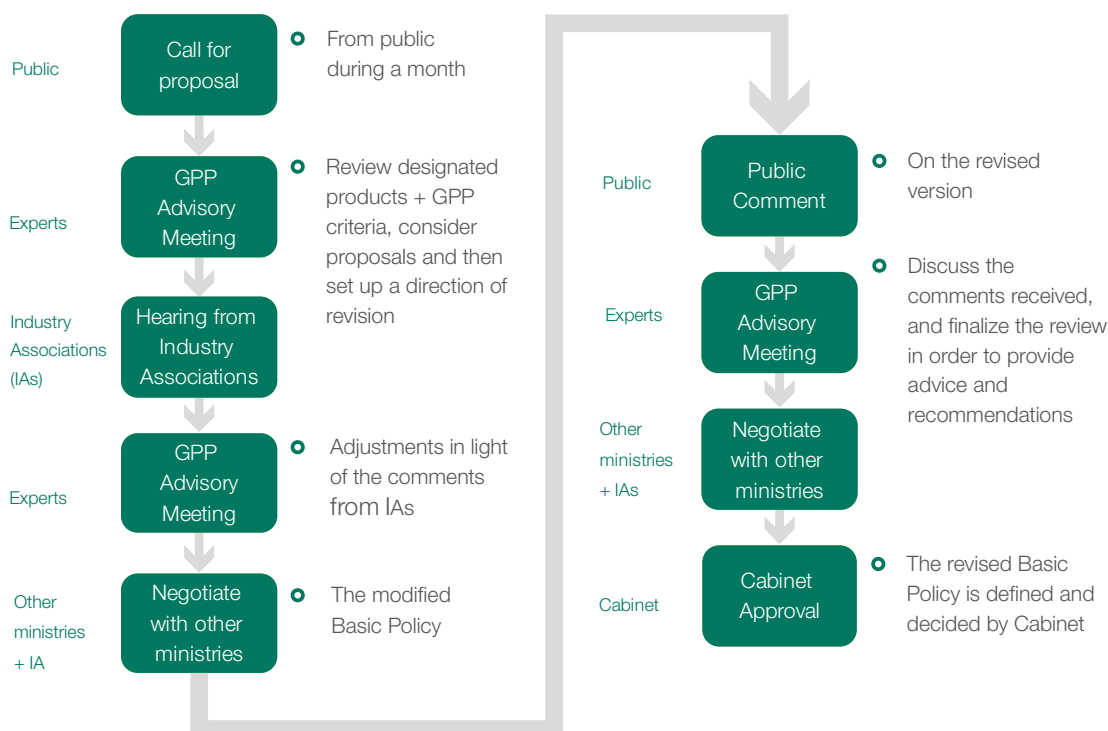 Public
Call for
proposal
From public
during a month
Experts
GPP
Advisory
Meeting
Review designated
products + GPP
criteria, consider
proposals and then
set up a direction of
revision
Industry
Associations
(IAs)
Hearing from
Industry
Associations
Experts
GPP
Advisory
Meeting
Adjustments in light
of the comments
from IAs
Other
ministries
+ IA
Negotiate
with other
ministries
The modified
Basic Policy
Public
Public
Comment
On the revised
version
Experts
GPP
Advisory
Meeting
Discuss the
comments received,
and finalize the review
in order to provide
advice and
recommendations
Other
ministries
+ IAs
Negotiate
with other
ministries
Cabinet
Cabinet
Approval
The revised Basic
Policy is defined and
decided by Cabinet